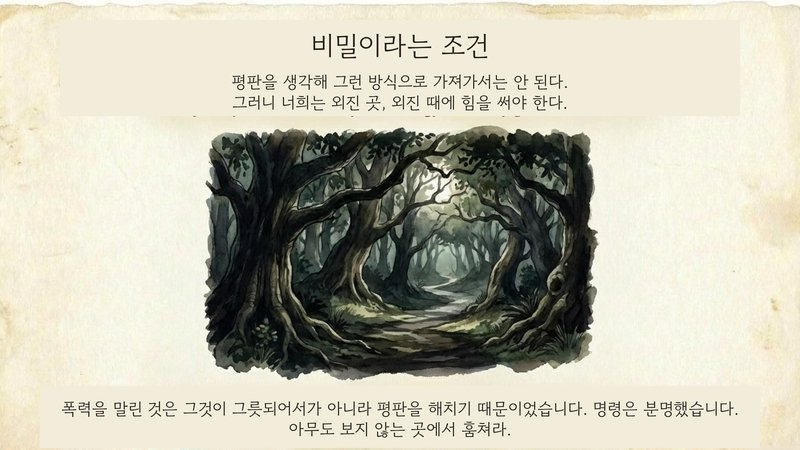 비밀이라는 조건
평판을 생각해 그런 방식으로 가져가서는 안 된다.
그러니 너희는 외진 곳, 외진 때에 힘을 써야 한다.
폭력을 말린 것은 그것이 그릇되어서가 아니라 평판을 해치기 때문이었습니다. 명령은 분명했습니다.
아무도 보지 않는 곳에서 훔쳐라.